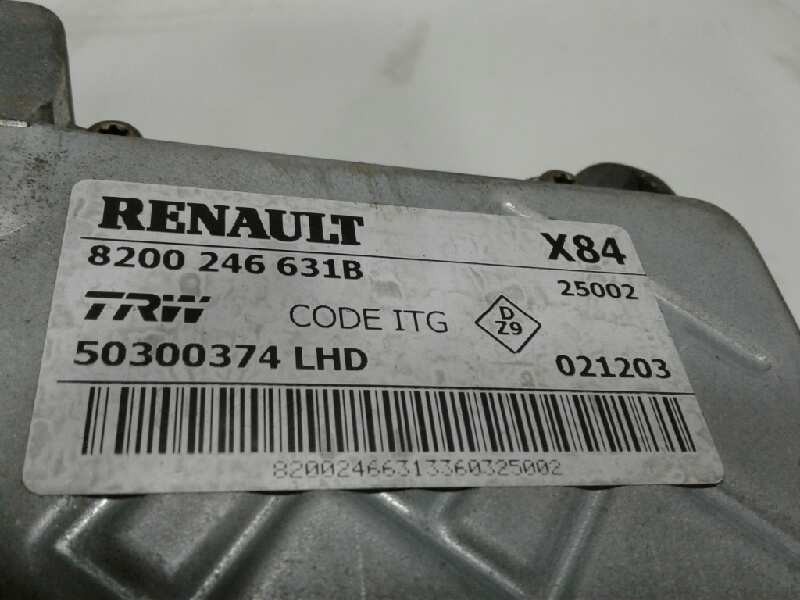 RENAULT
8200 246 631B
X84
25002
TRW
CODE ITG
D
Z9
50300374 LHD
021203
82002466313360325002